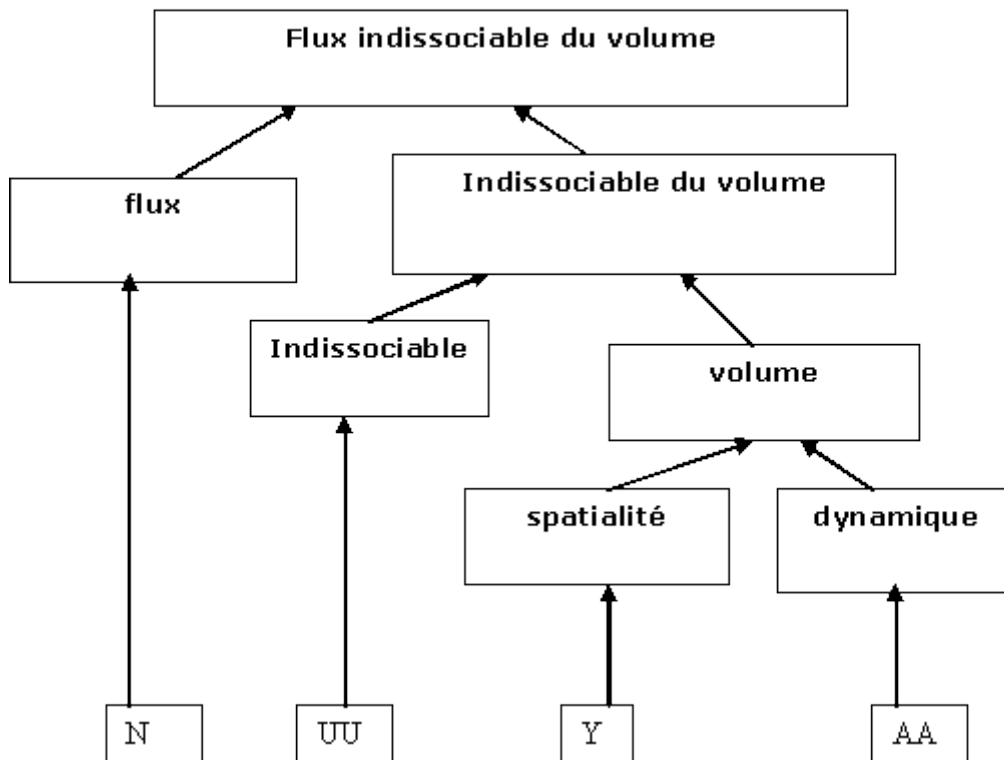 Flux indissociable du volume
flux
Indissociable du volume
Indissociable
volume
spatialité
dynamique
N
UU
Y
AA